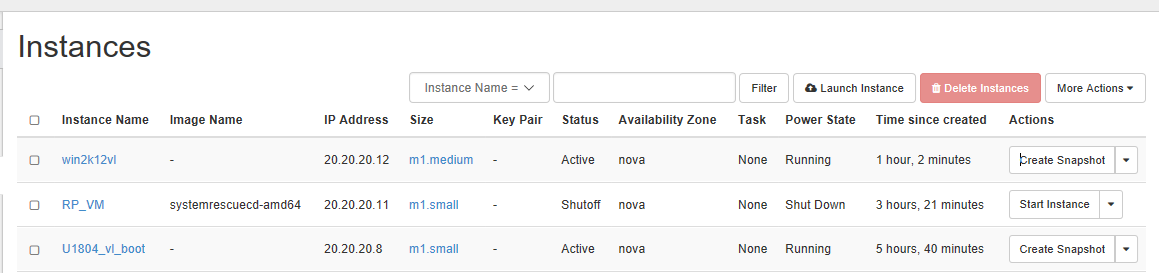 Instances
Instance Name = Filter Launch Instance Delete Instances More Actions
Instance Name Image Name IP Address Size Key Pair Status Availability Zone Task Power State Time since created Actions
win2k12vl - 20.20.20.12 m1.medium - Active nova None Running 1 hour, 2 minutes Create Snapshot
RP_VM systemrescuecd-amd64 20.20.20.11 m1.small - Shutoff nova None Shut Down 3 hours, 21 minutes Start Instance
U1804_vl_boot - 20.20.20.8 m1.small - Active nova None Running 5 hours, 40 minutes Create Snapshot